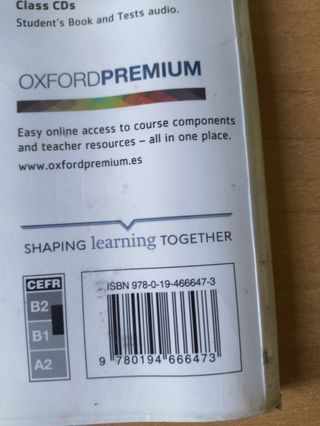 Class CDs
Student's Book and Tests audio.
OXFORDPREMIUM
Easy online access to course components
and teacher resources – all in one place.
www.oxfordpremium.es
SHAPING learning TOGETHER
CEFR
B2
B1
A2
ISBN 978-0-19-466647-3
9 780194 666473